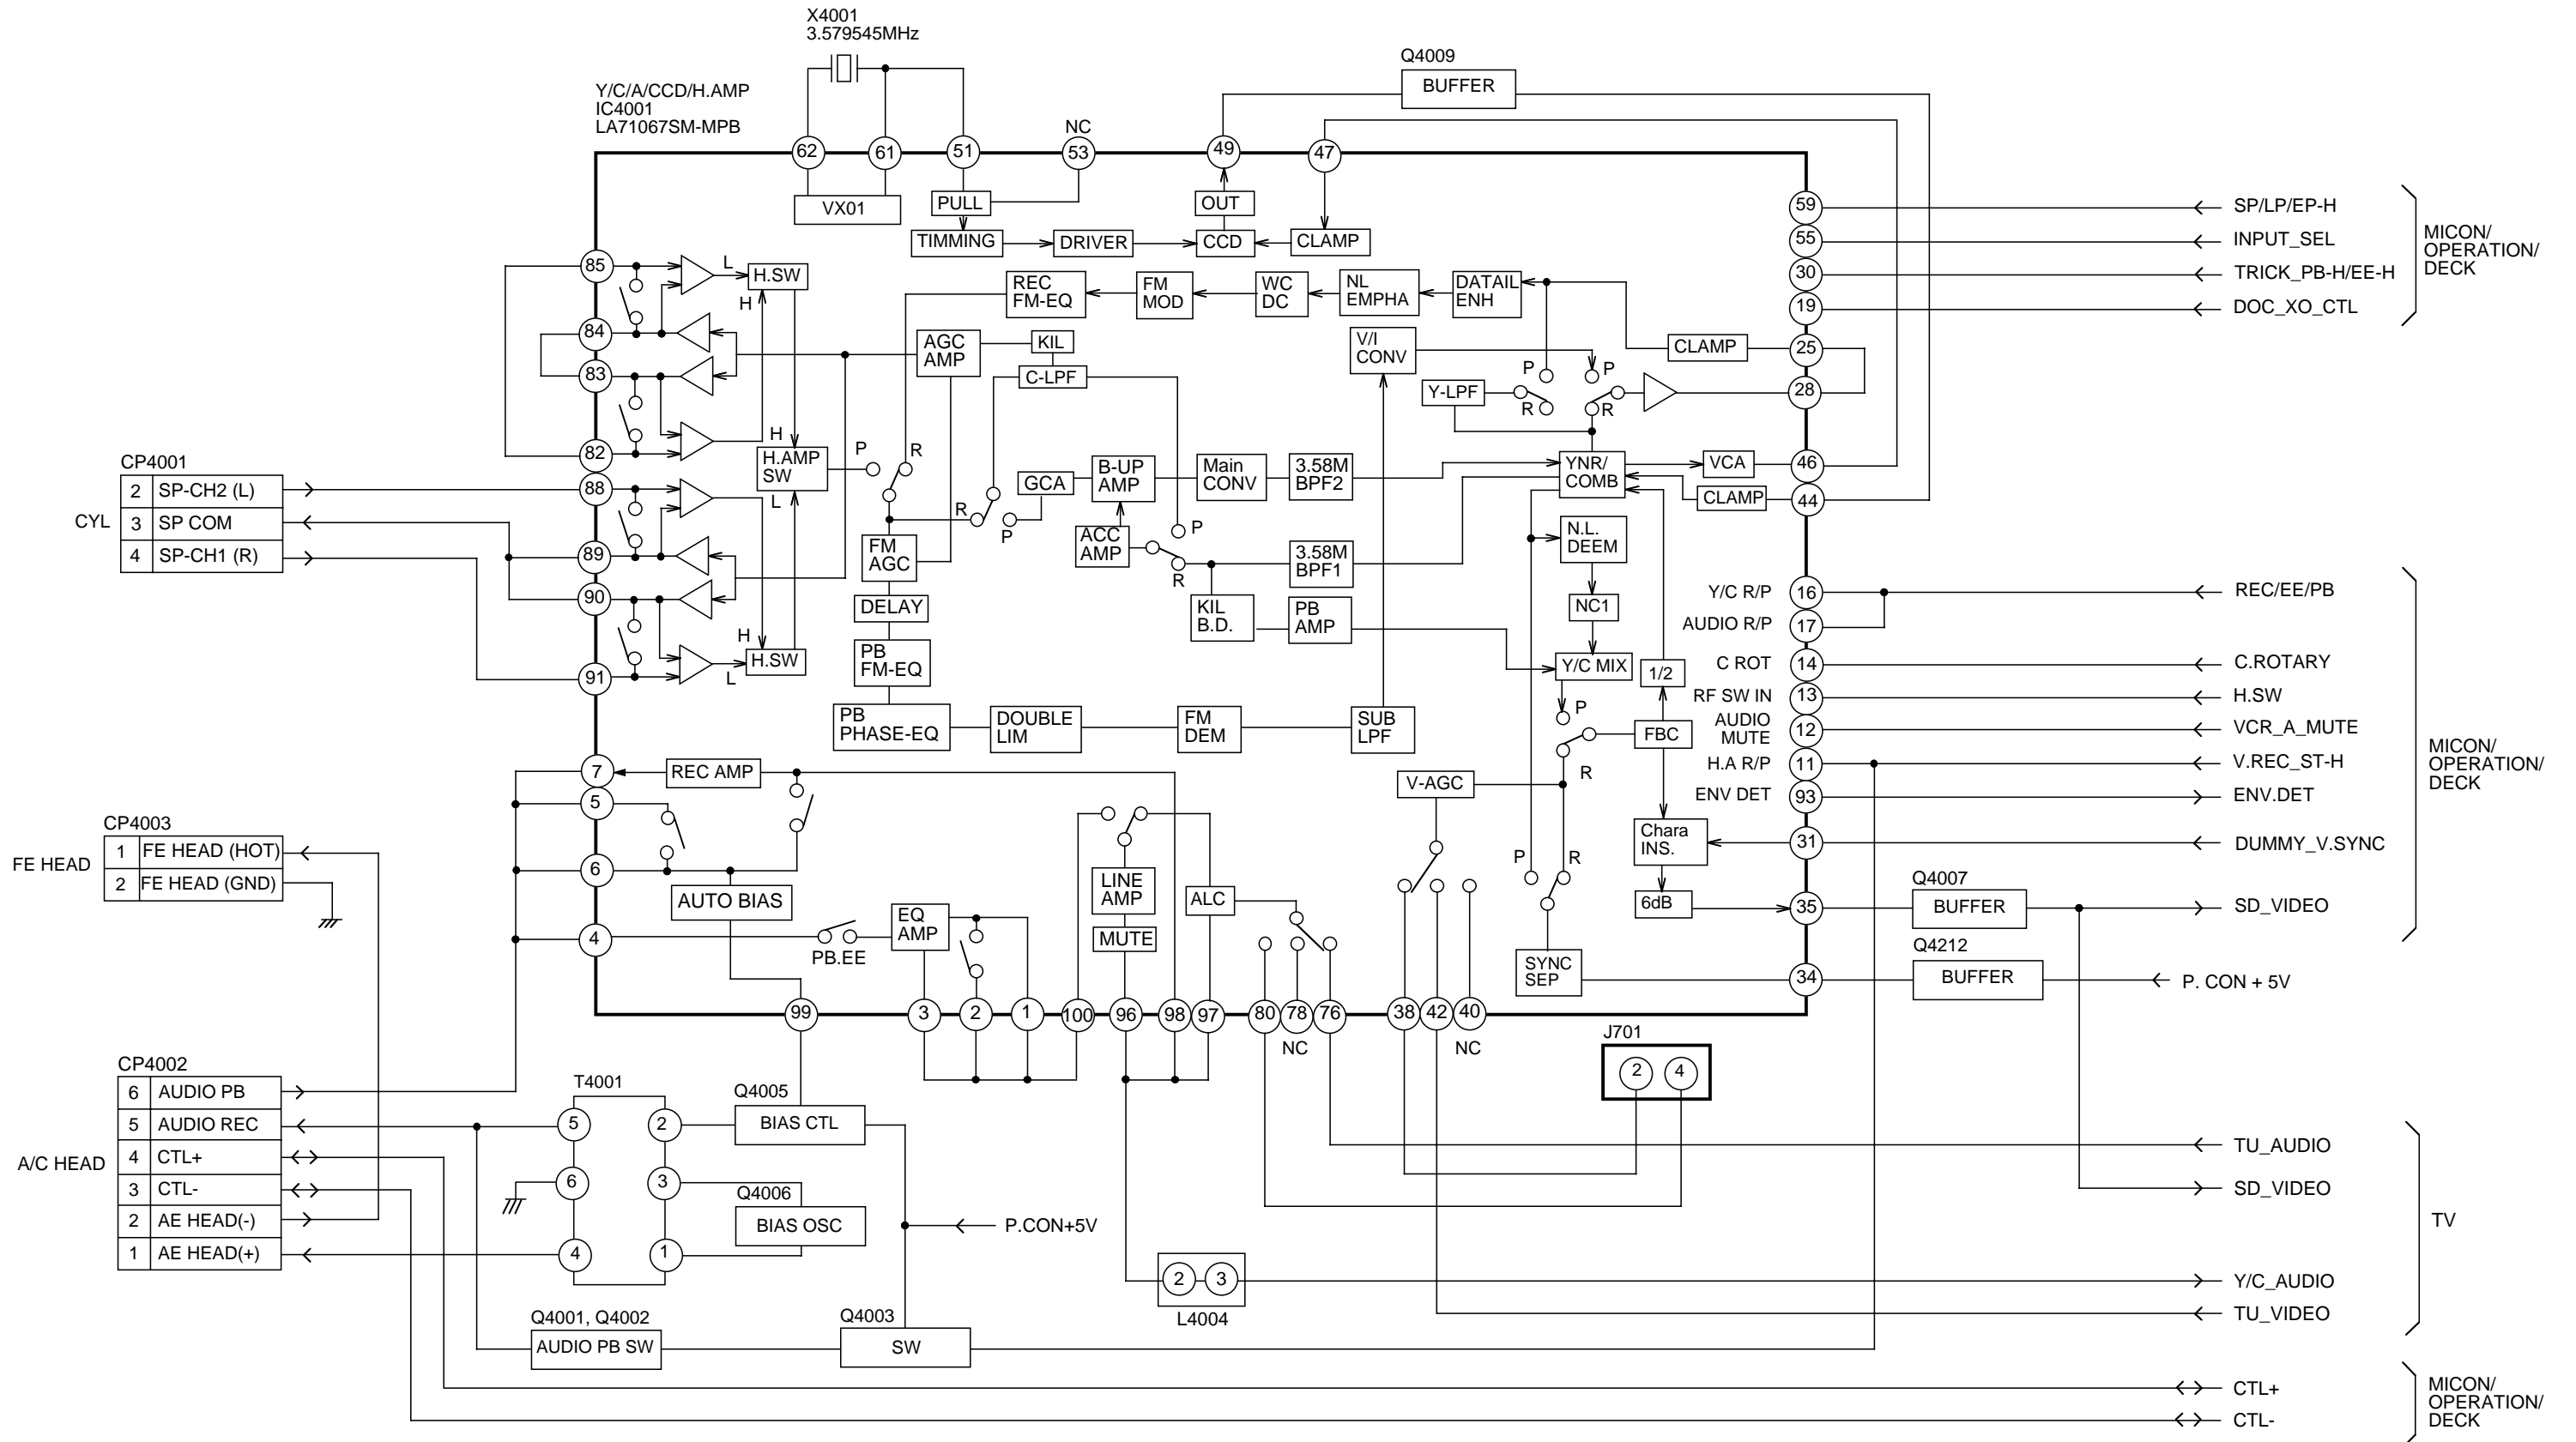 X4001
3.579545MHz
Q4009
BUFFER
Y/C/A/CCD/H.AMP
IC4001
LA71067SM-MPB
NC
62
61
51
53
49
47
VX01
PULL
OUT
TIMMING
DRIVER
CCD
CLAMP
59
SP/LP/EP-H
55
INPUT_SEL
30
TRICK_PB-H/EE-H
19
DOC_XO_CTL
MICON/
OPERATION/
DECK
85
L
H.SW
H
84
83
82
H
H.AMP
SW
L
P
R
REC
FM-EQ
FM
MOD
WC
DC
NL
EMPHA
DATAIL
ENH
AGC
AMP
KIL
C-LPF
V/I
CONV
CLAMP
25
P
P
Y-LPF
R
R
28
CP4001
CYL
2 SP-CH2 (L)
3 SP COM
4 SP-CH1 (R)
88
89
90
91
H
H.SW
L
GCA
B-UP
AMP
Main
CONV
3.58M
BPF2
YNR/
COMB
VCA
46
CLAMP
44
R
P
P
ACC
AMP
R
3.58M
BPF1
N.L.
DEEM
FM
AGC
DELAY
KIL
B.D.
PB
AMP
NC1
PB
FM-EQ
Y/C MIX
1/2
PB
PHASE-EQ
DOUBLE
LIM
FM
DEM
SUB
LPF
P
FBC
R
Y/C R/P
16
REC/EE/PB
AUDIO R/P
17
C ROT
14
C.ROTARY
RF SW IN
13
H.SW
AUDIO
MUTE
12
VCR_A_MUTE
H.A R/P
11
V.REC_ST-H
ENV DET
93
ENV.DET
31
DUMMY_V.SYNC
MICON/
OPERATION/
DECK
7
REC AMP
5
6
AUTO BIAS
4
PB.EE
EQ
AMP
LINE
AMP
MUTE
ALC
V-AGC
Chara
INS.
6dB
P
R
SYNC
SEP
35
Q4007
BUFFER
SD_VIDEO
34
Q4212
BUFFER
P. CON + 5V
CP4003
FE HEAD
1 FE HEAD (HOT)
2 FE HEAD (GND)
99
3
2
1
100
96
98
97
80
78
76
38
42
40
NC
NC
J701
2
4
CP4002
A/C HEAD
6 AUDIO PB
5 AUDIO REC
4 CTL+
3 CTL-
2 AE HEAD(-)
1 AE HEAD(+)
T4001
5
2
6
3
4
1
Q4005
BIAS CTL
Q4006
BIAS OSC
P.CON+5V
TU_AUDIO
SD_VIDEO
TV
2
3
L4004
Y/C_AUDIO
TU_VIDEO
Q4001, Q4002
AUDIO PB SW
Q4003
SW
CTL+
CTL-
MICON/
OPERATION/
DECK